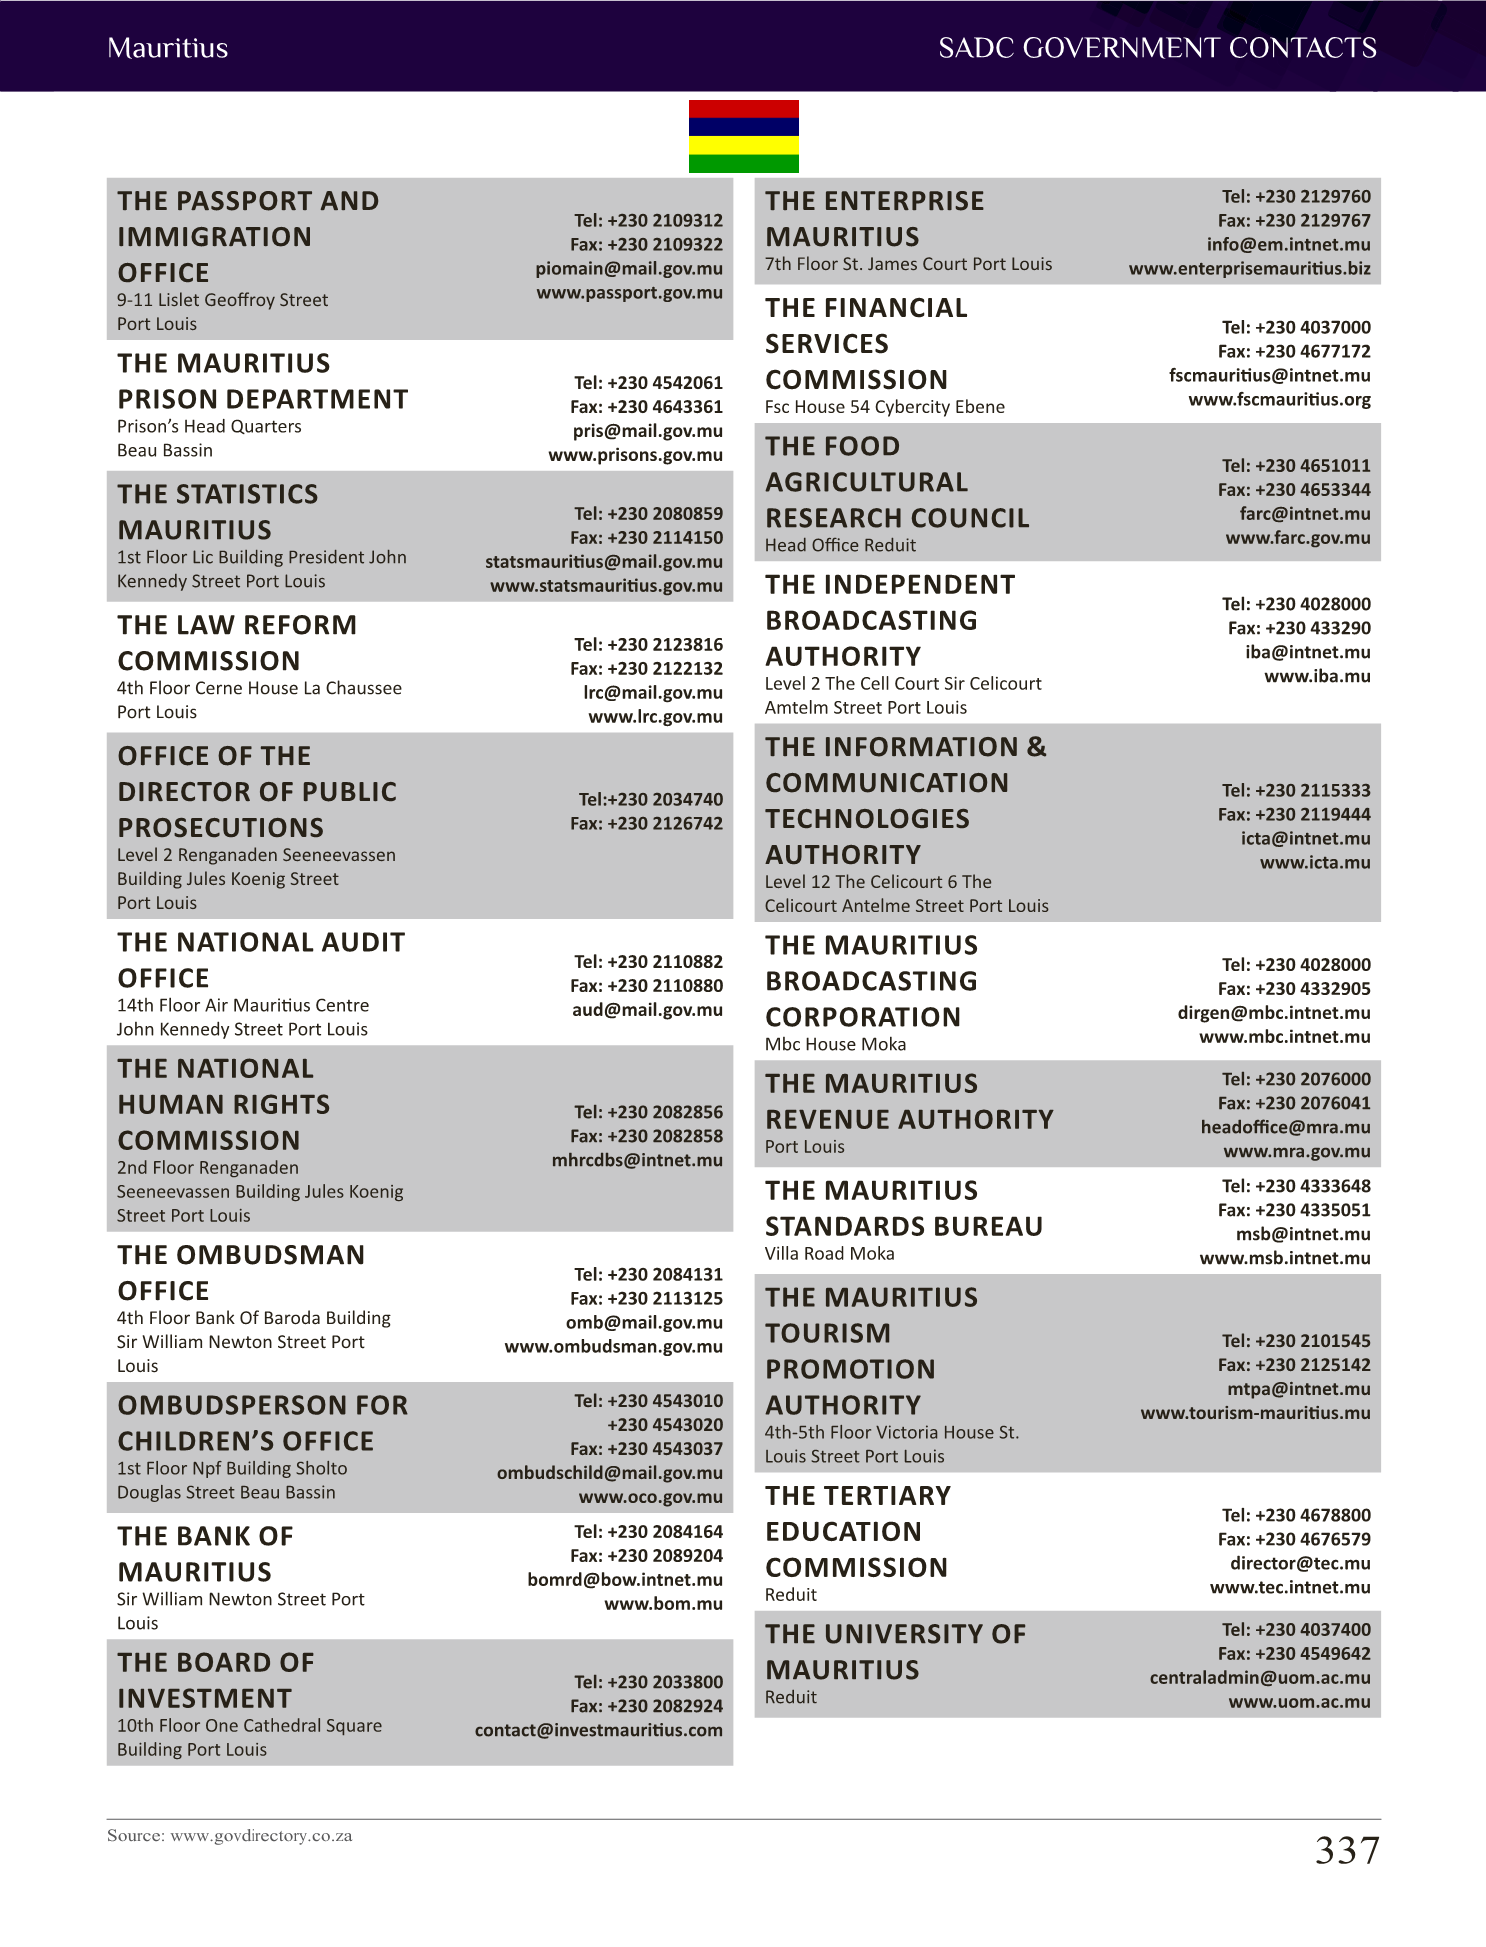 Mauritius
SADC GOVERNMENT CONTACTS
THE PASSPORT AND
IMMIGRATION
OFFICE
9-11 Lislet Geoffroy Street
Port Louis
Tel: +230 2109312
Fax: +230 2109322
piomain@mail.gov.mu
www.passport.gov.mu
THE MAURITIUS
PRISON DEPARTMENT
Prison’s Head Quarters
Beau Bassin
Tel: +230 4542061
Fax: +230 4643361
pris@mail.gov.mu
www.prisons.gov.mu
THE STATISTICS
MAURITIUS
1st Floor Lic Building President John
Kennedy Street Port Louis
Tel: +230 2080859
Fax: +230 2114150
statsmauritius@mail.gov.mu
www.statsmauritius.gov.mu
THE LAW REFORM
COMMISSION
4th Floor Cerne House La Chaussee
Port Louis
Tel: +230 2123816
Fax: +230 2122132
lrc@mail.gov.mu
www.lrc.gov.mu
OFFICE OF THE
DIRECTOR OF PUBLIC
PROSECUTIONS
Level 2 Renganaden Seeneevassen
Building Jules Koenig Street
Port Louis
Tel:+230 2034740
Fax: +230 2126742
THE NATIONAL AUDIT
OFFICE
14th Floor Air Mauritius Centre
John Kennedy Street Port Louis
Tel: +230 2110882
Fax: +230 2110880
aud@mail.gov.mu
THE NATIONAL
HUMAN RIGHTS
COMMISSION
2nd Floor Renganaden
Seeneevassen Building Jules Koenig
Street Port Louis
Tel: +230 2082856
Fax: +230 2082858
mhrcdbs@intnet.mu
THE OMBUDSMAN
OFFICE
4th Floor Bank Of Baroda Building
Sir William Newton Street Port
Louis
Tel: +230 2084131
Fax: +230 2113125
omb@mail.gov.mu
www.ombudsman.gov.mu
OMBUDSPERSON FOR
CHILDREN’S OFFICE
1st Floor Npf Building Sholto
Douglas Street Beau Bassin
Tel: +230 4543010
+230 4543020
Fax: +230 4543037
ombudschild@mail.gov.mu
www.oco.gov.mu
THE BANK OF
MAURITIUS
Sir William Newton Street Port
Louis
Tel: +230 2084164
Fax: +230 2089204
bomrd@bow.intnet.mu
www.bom.mu
THE BOARD OF
INVESTMENT
10th Floor One Cathedral Square
Building Port Louis
Tel: +230 2033800
Fax: +230 2082924
contact@investmauritius.com
THE ENTERPRISE
MAURITIUS
7th Floor St. James Court Port Louis
Tel: +230 2129760
Fax: +230 2129767
info@em.intnet.mu
www.enterprisemauritius.biz
THE FINANCIAL
SERVICES
COMMISSION
Fsc House 54 Cybercity Ebene
Tel: +230 4037000
Fax: +230 4677172
fscmauritius@intnet.mu
www.fscmauritius.org
THE FOOD
AGRICULTURAL
RESEARCH COUNCIL
Head Office Reduit
Tel: +230 4651011
Fax: +230 4653344
farc@intnet.mu
www.farc.gov.mu
THE INDEPENDENT
BROADCASTING
AUTHORITY
Level 2 The Cell Court Sir Celicourt
Amtelm Street Port Louis
Tel: +230 4028000
Fax: +230 433290
iba@intnet.mu
www.iba.mu
THE INFORMATION &
COMMUNICATION
TECHNOLOGIES
AUTHORITY
Level 12 The Celicourt 6 The
Celicourt Antelme Street Port Louis
Tel: +230 2115333
Fax: +230 2119444
icta@intnet.mu
www.icta.mu
THE MAURITIUS
BROADCASTING
CORPORATION
Mbc House Moka
Tel: +230 4028000
Fax: +230 4332905
dirgen@mbc.intnet.mu
www.mbc.intnet.mu
THE MAURITIUS
REVENUE AUTHORITY
Port Louis
Tel: +230 2076000
Fax: +230 2076041
headoffice@mra.mu
www.mra.gov.mu
THE MAURITIUS
STANDARDS BUREAU
Villa Road Moka
Tel: +230 4333648
Fax: +230 4335051
msb@intnet.mu
www.msb.intnet.mu
THE MAURITIUS
TOURISM
PROMOTION
AUTHORITY
4th-5th Floor Victoria House St.
Louis Street Port Louis
Tel: +230 2101545
Fax: +230 2125142
mtpa@intnet.mu
www.tourism-mauritius.mu
THE TERTIARY
EDUCATION
COMMISSION
Reduit
Tel: +230 4678800
Fax: +230 4676579
director@tec.mu
www.tec.intnet.mu
THE UNIVERSITY OF
MAURITIUS
Reduit
Tel: +230 4037400
Fax: +230 4549642
centraladmin@uom.ac.mu
www.uom.ac.mu
Source: www.govdirectory.co.za
337